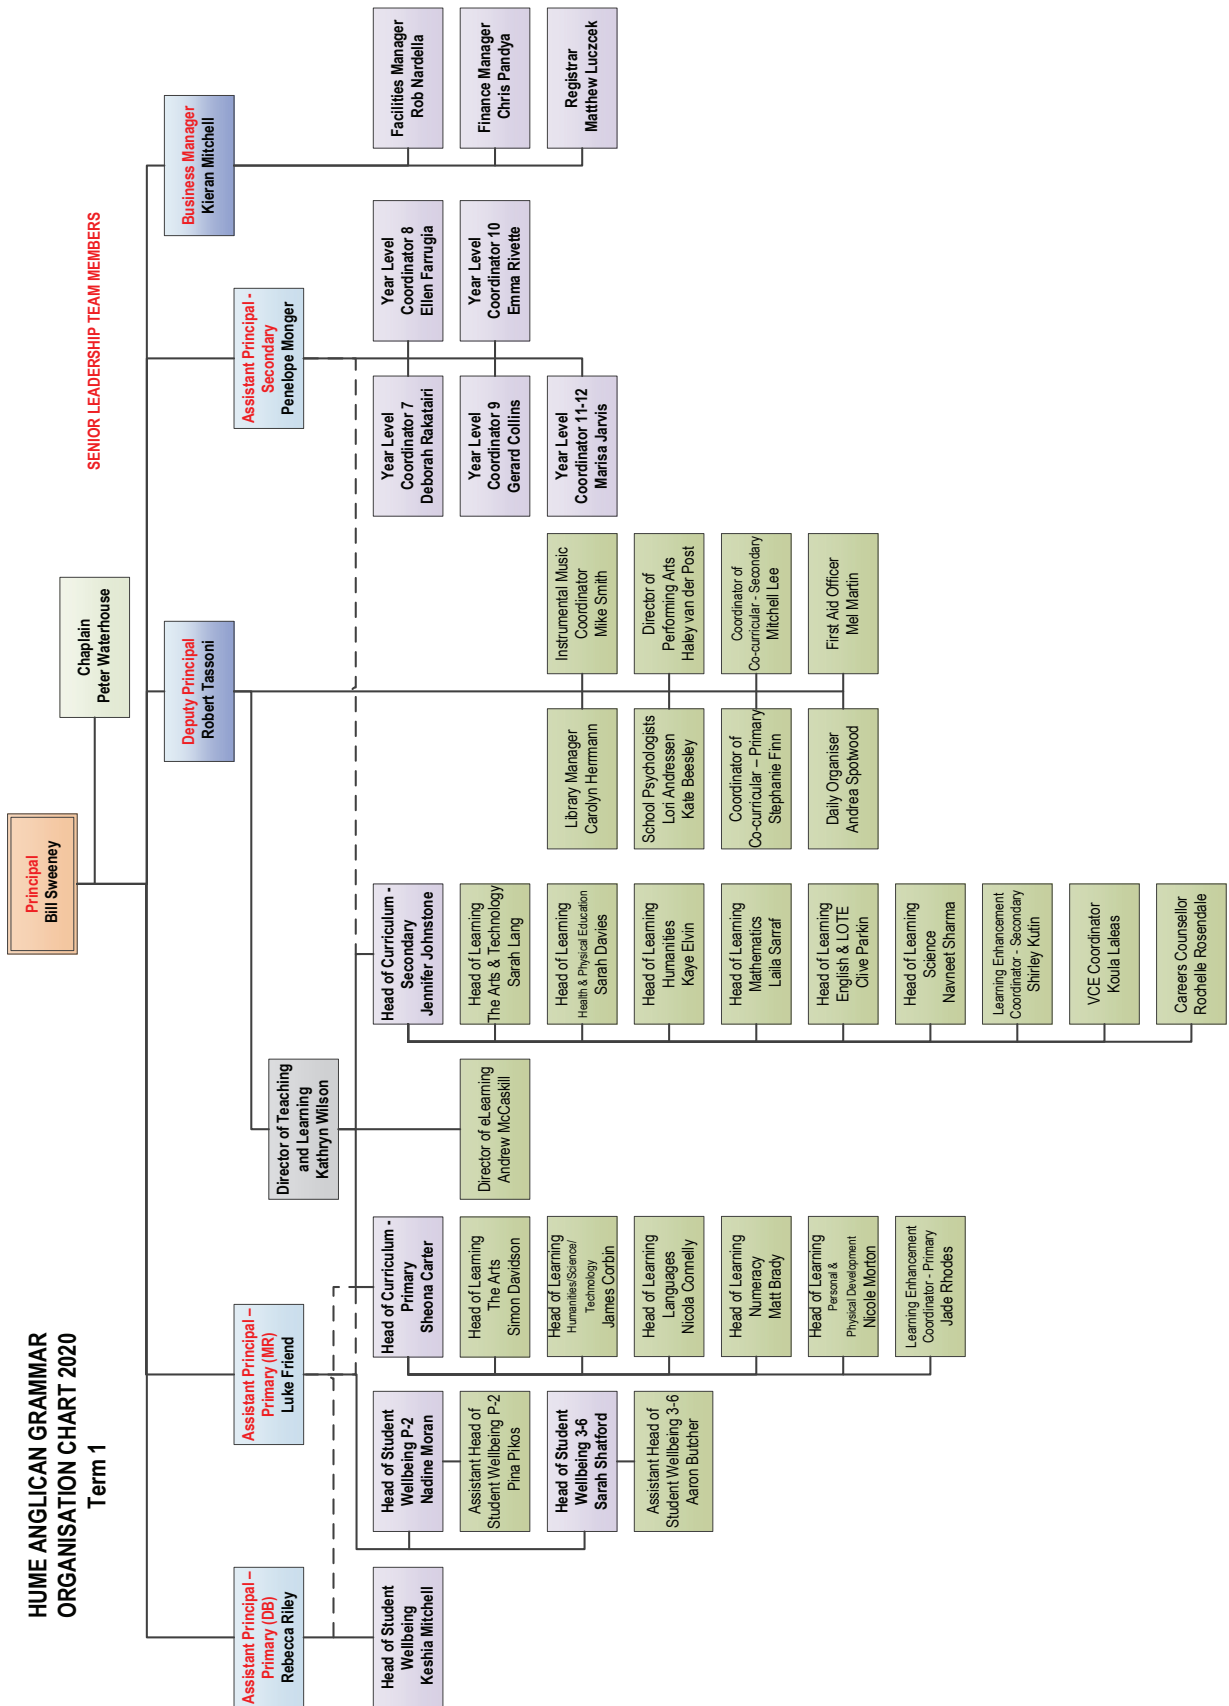 HUME ANGLICAN GRAMMAR
ORGANISATION CHART 2020
Term 1
Principal
Bill Sweeney
Chaplain
Peter Waterhouse
SENIOR LEADERSHIP TEAM MEMBERS
Assistant Principal –
Primary (DB)
Rebecca Riley
Assistant Principal –
Primary (MR)
Luke Friend
Deputy Principal
Robert Tassoni
Assistant Principal -
Secondary
Penelope Monger
Business Manager
Kieran Mitchell
Director of Teaching
and Learning
Kathryn Wilson
Head of Student
Wellbeing
Keshia Mitchell
Head of Student
Wellbeing P-2
Nadine Moran
Assistant Head of
Student Wellbeing P-2
Pina Pikos
Head of Student
Wellbeing 3-6
Sarah Shatford
Assistant Head of
Student Wellbeing 3-6
Aaron Butcher
Head of Curriculum -
Primary
Sheona Carter
Head of Learning
The Arts
Simon Davidson
Head of Learning
Humanities/Science/
Technology
James Corbin
Head of Learning
Languages
Nicola Connelly
Head of Learning
Numeracy
Matt Brady
Head of Learning
Personal &
Physical Development
Nicole Morton
Learning Enhancement
Coordinator - Primary
Jade Rhodes
Director of eLearning
Andrew McCaskill
Head of Curriculum -
Secondary
Jennifer Johnstone
Head of Learning
The Arts & Technology
Sarah Lang
Head of Learning
Health & Physical Education
Sarah Davies
Head of Learning
Humanities
Kaye Elvin
Head of Learning
Mathematics
Laila Sarraf
Head of Learning
English & LOTE
Clive Parkin
Head of Learning
Science
Navneet Sharma
Learning Enhancement
Coordinator - Secondary
Shirley Kutin
VCE Coordinator
Koula Laleas
Careers Counsellor
Rochelle Rosendale
Library Manager
Carolyn Herrmann
Instrumental Music
Coordinator
Mike Smith
School Psychologists
Lori Andressen
Kate Beesley
Director of
Performing Arts
Haley van der Post
Coordinator of
Co-curricular – Primary
Stephanie Finn
Coordinator of
Co-curricular - Secondary
Mitchell Lee
Daily Organiser
Andrea Spotwood
First Aid Officer
Mel Martin
Year Level
Coordinator 7
Deborah Rakatairi
Year Level
Coordinator 8
Ellen Farrugia
Year Level
Coordinator 9
Gerard Collins
Year Level
Coordinator 10
Emma Rivette
Year Level
Coordinator 11-12
Marisa Jarvis
Facilities Manager
Rob Nardella
Finance Manager
Chris Pandya
Registrar
Matthew Luczcek